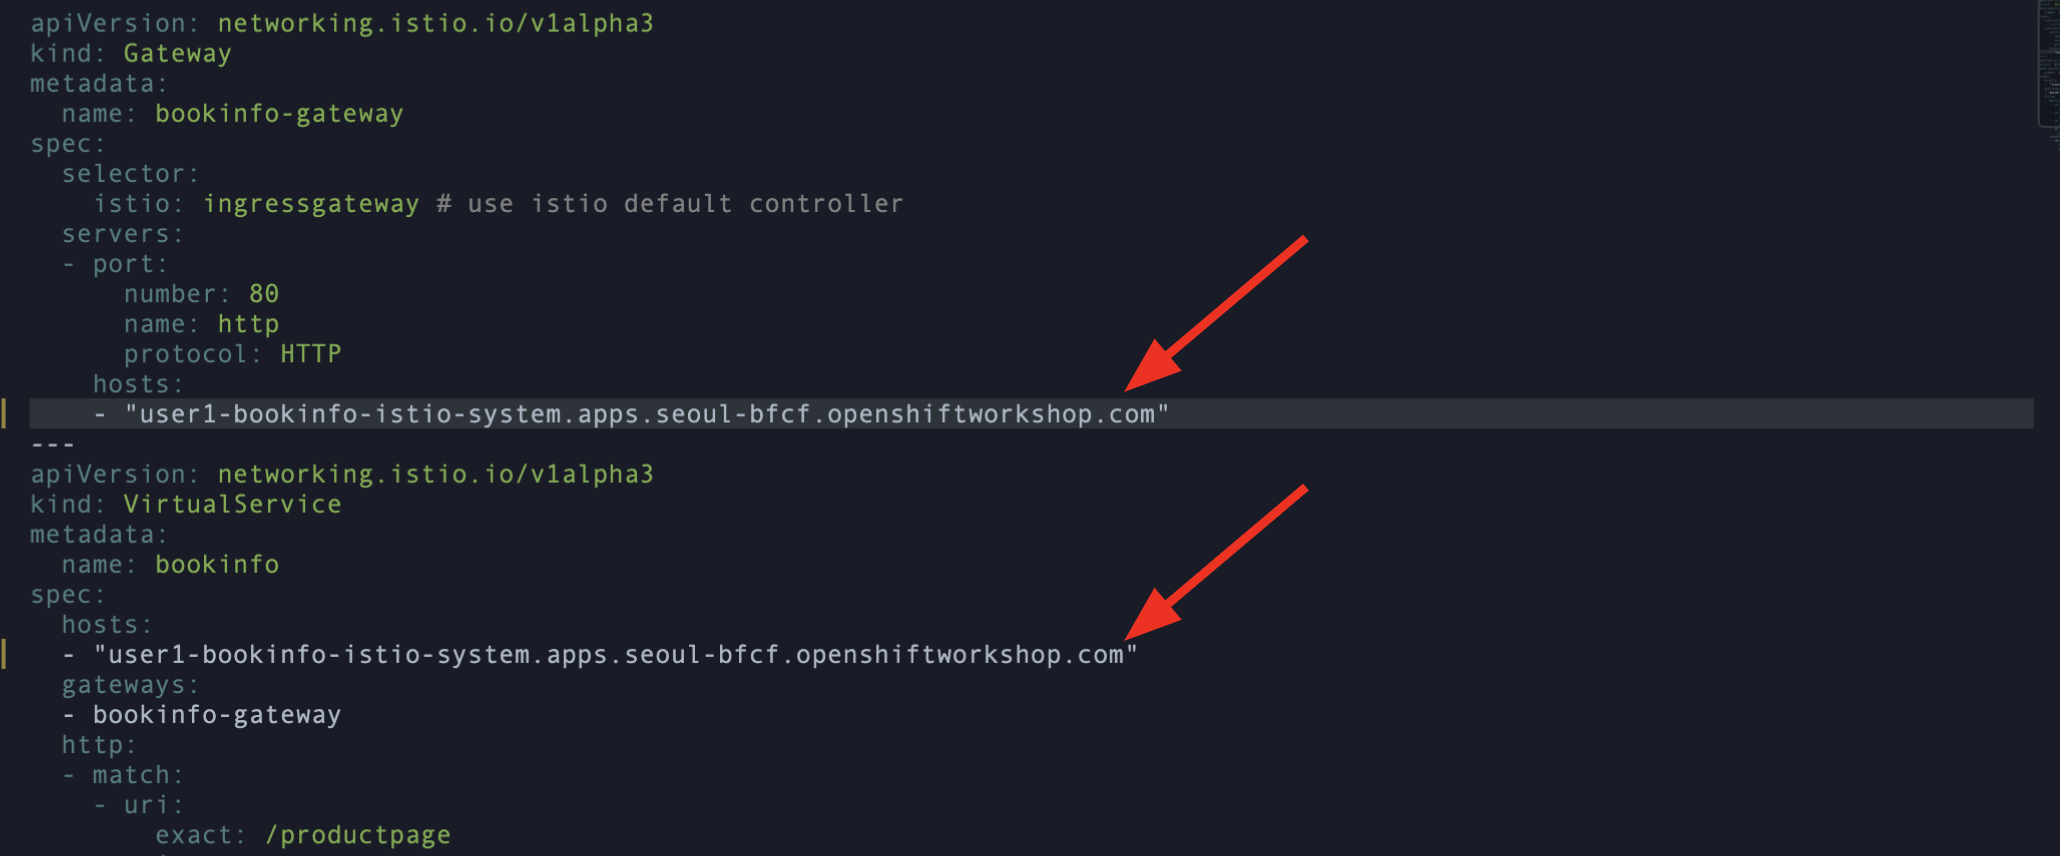 apiVersion: networking.istio.io/v1alpha3
kind: Gateway
metadata:
  name: bookinfo-gateway
spec:
  selector:
    istio: ingressgateway # use istio default controller
  servers:
  - port:
      number: 80
      name: http
      protocol: HTTP
    hosts:
    - "user1-bookinfo-istio-system.apps.seoul-bfcf.openshiftworkshop.com"
---
apiVersion: networking.istio.io/v1alpha3
kind: VirtualService
metadata:
  name: bookinfo
spec:
  hosts:
  - "user1-bookinfo-istio-system.apps.seoul-bfcf.openshiftworkshop.com"
  gateways:
  - bookinfo-gateway
  http:
  - match:
    - uri:
        exact: /productpage